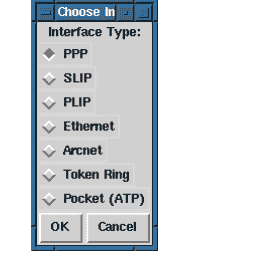 Choose In
Interface Type:
PPP
SLIP
PLIP
Ethernet
Arcnet
Token Ring
Pocket (ATP)
OK
Cancel